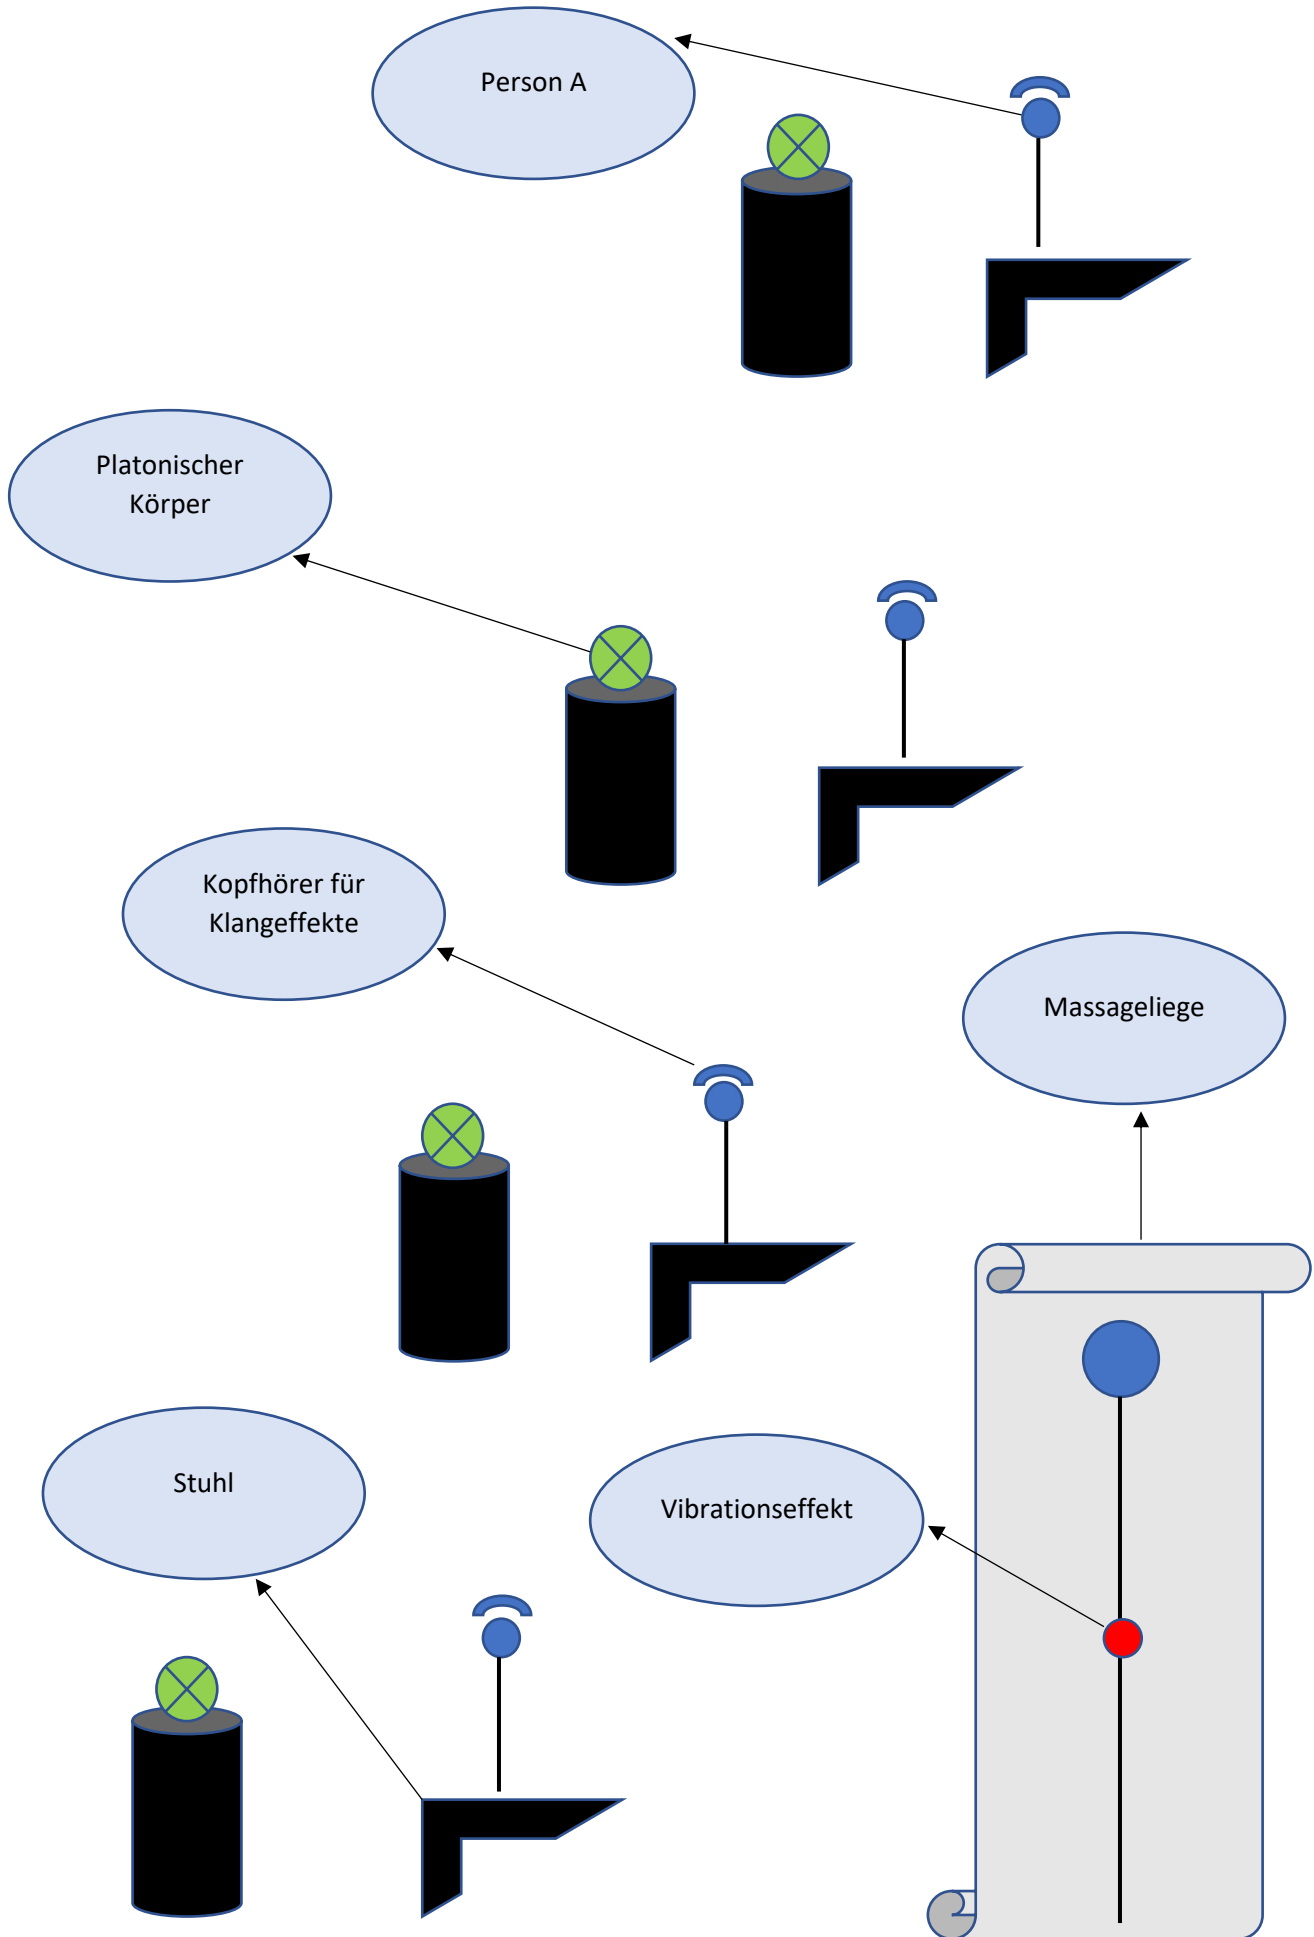 Person A
Platonischer
Körper
Kopfhörer für
Klangeffekte
Massageliege
Stuhl
Vibrationseffekt